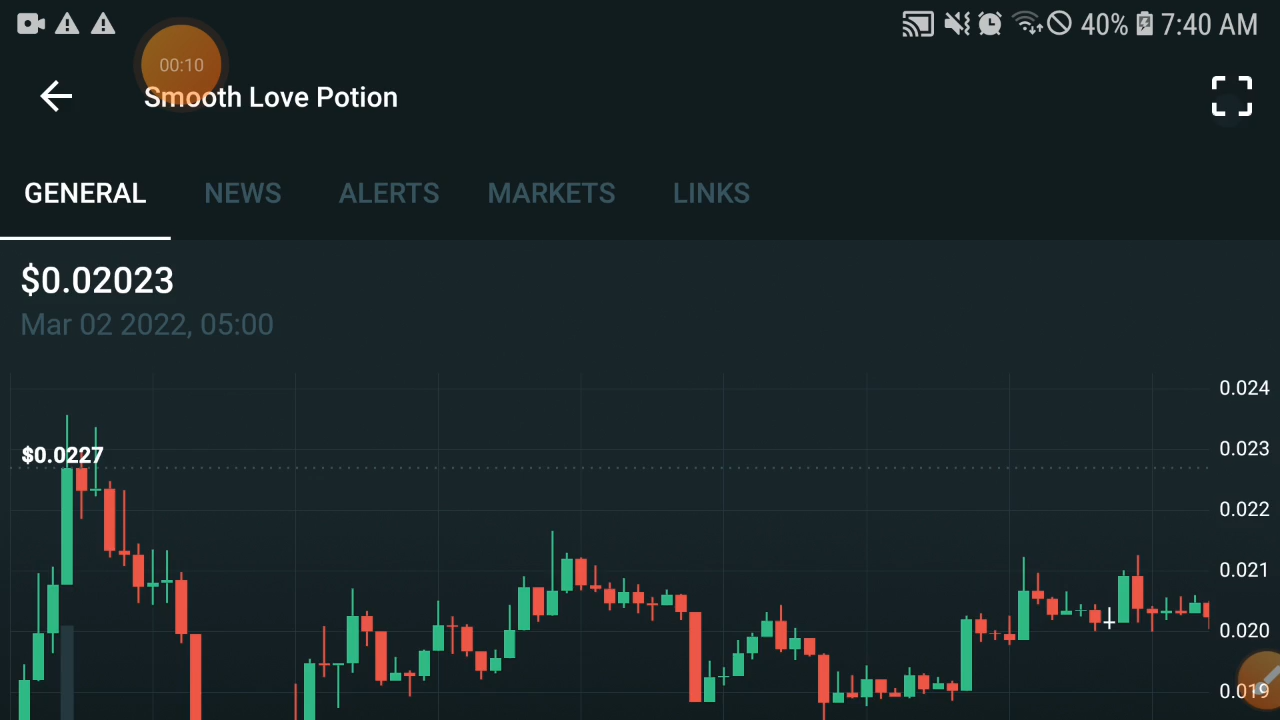 40% 7:40 AM
00:10
Smooth Love Potion
GENERAL NEWS ALERTS MARKETS LINKS
$0.02023
Mar 02 2022, 05:00
0.024
$0.0227
0.023
0.022
0.021
0.020
0.019